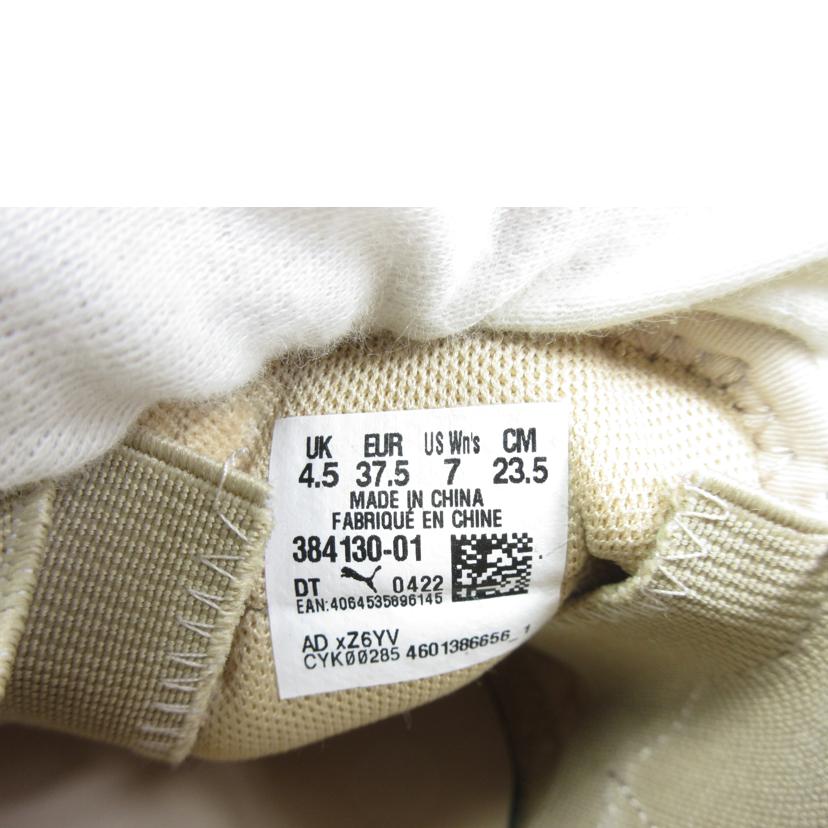 UK EUR US Wn's CM
4.5 37.5 7 23.5
MADE IN CHINA
FABRIQUÉ EN CHINE
384130-01
DT 0422
EAN:4064535896145
AD xZ6YV
CYK00285 4601386656_1